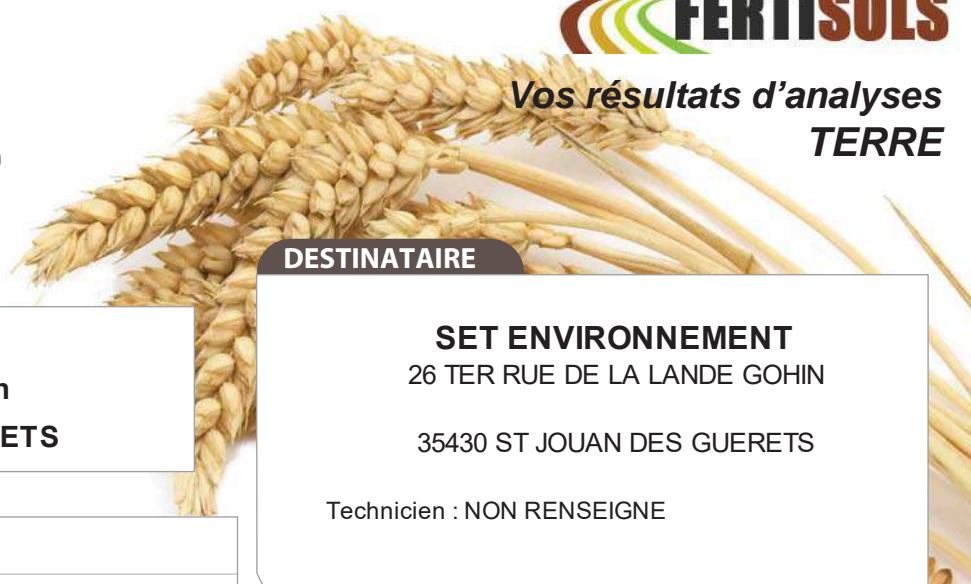 FERTISOLS
Vos résultats d’analyses
TERRE
DESTINATAIRE
SET ENVIRONNEMENT
26 TER RUE DE LA LANDE GOHIN
35430 ST JOUAN DES GUERETS
Technicien : NON RENSEIGNE
n
ETS